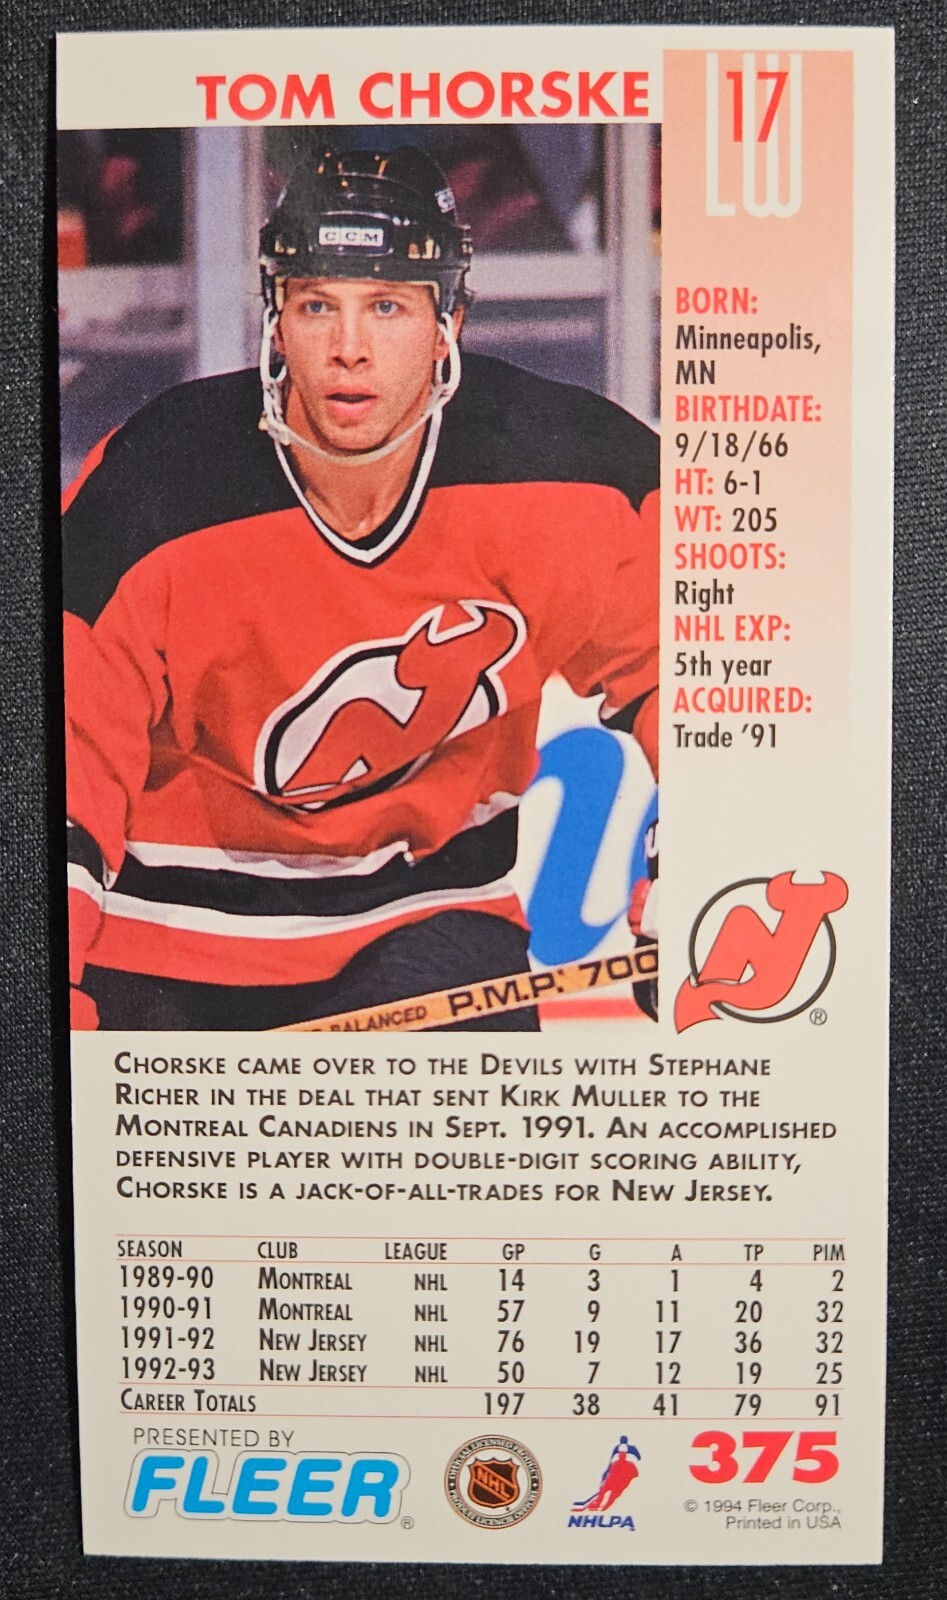 TOM CHORSKE
17
LW
CCM
BORN:
Minneapolis,
MN
BIRTHDATE:
9/18/66
HT: 6-1
WT: 205
SHOOTS:
Right
NHL EXP:
5th year
ACQUIRED:
Trade '91
BALANCED P.M.P. 700
®
CHORSKE CAME OVER TO THE DEVILS WITH STEPHANE
RICHER IN THE DEAL THAT SENT KIRK MULLER TO THE
MONTREAL CANADIENS IN SEPT. 1991. AN ACCOMPLISHED
DEFENSIVE PLAYER WITH DOUBLE-DIGIT SCORING ABILITY,
CHORSKE IS A JACK-OF-ALL-TRADES FOR NEW JERSEY.
SEASON CLUB LEAGUE GP G A TP PIM
1989-90 MONTREAL NHL 14 3 1 4 2
1990-91 MONTREAL NHL 57 9 11 20 32
1991-92 NEW JERSEY NHL 76 19 17 36 32
1992-93 NEW JERSEY NHL 50 7 12 19 25
CAREER TOTALS 197 38 41 79 91
PRESENTED BY
FLEER®
NHL
NHLPA
375
© 1994 Fleer Corp.,
Printed in USA